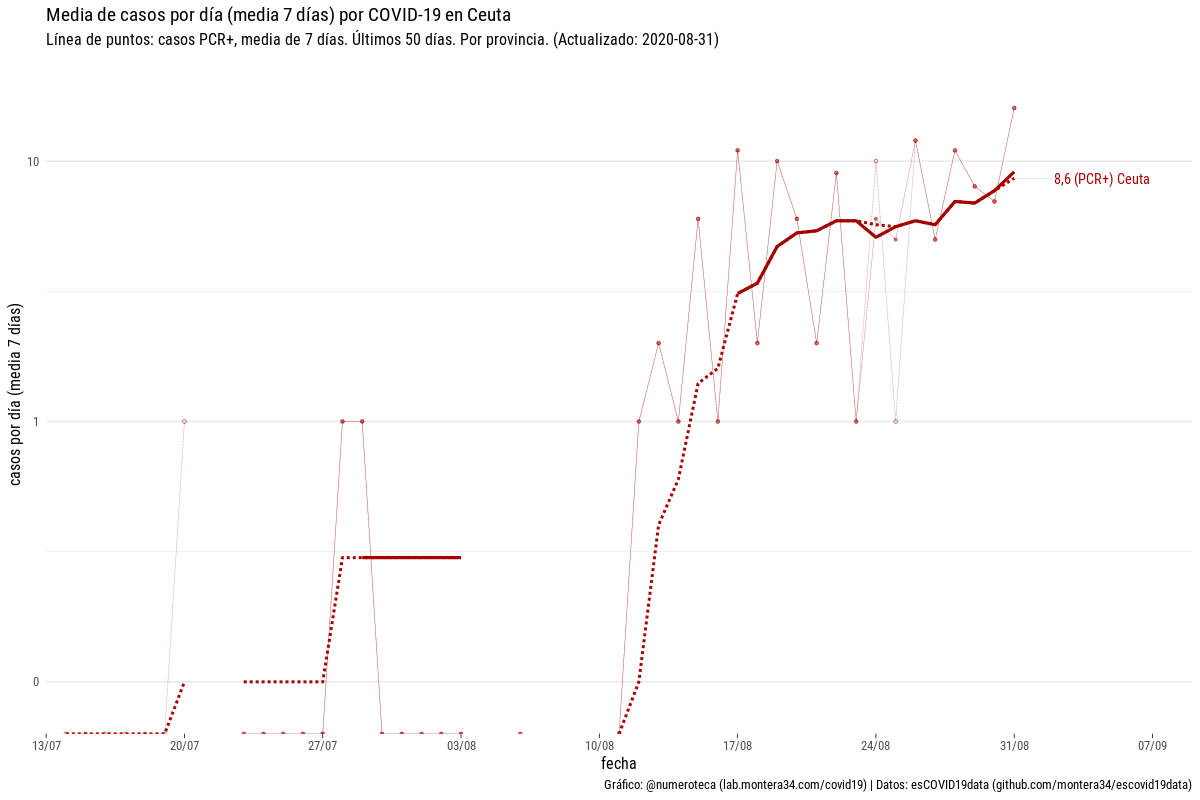 Media de casos por día (media 7 días) por COVID-19 en Ceuta
Línea de puntos: casos PCR+, media de 7 días. Últimos 50 días. Por provincia. (Actualizado: 2020-08-31)
casos por día (media 7 días)
10
1
0
8,6 (PCR+) Ceuta
13/07
20/07
27/07
03/08
10/08
17/08
24/08
31/08
07/09
fecha
Gráfico: @numeroteca (lab.montera34.com/covid19) | Datos: esCOVID19data (github.com/montera34/escovid19data)